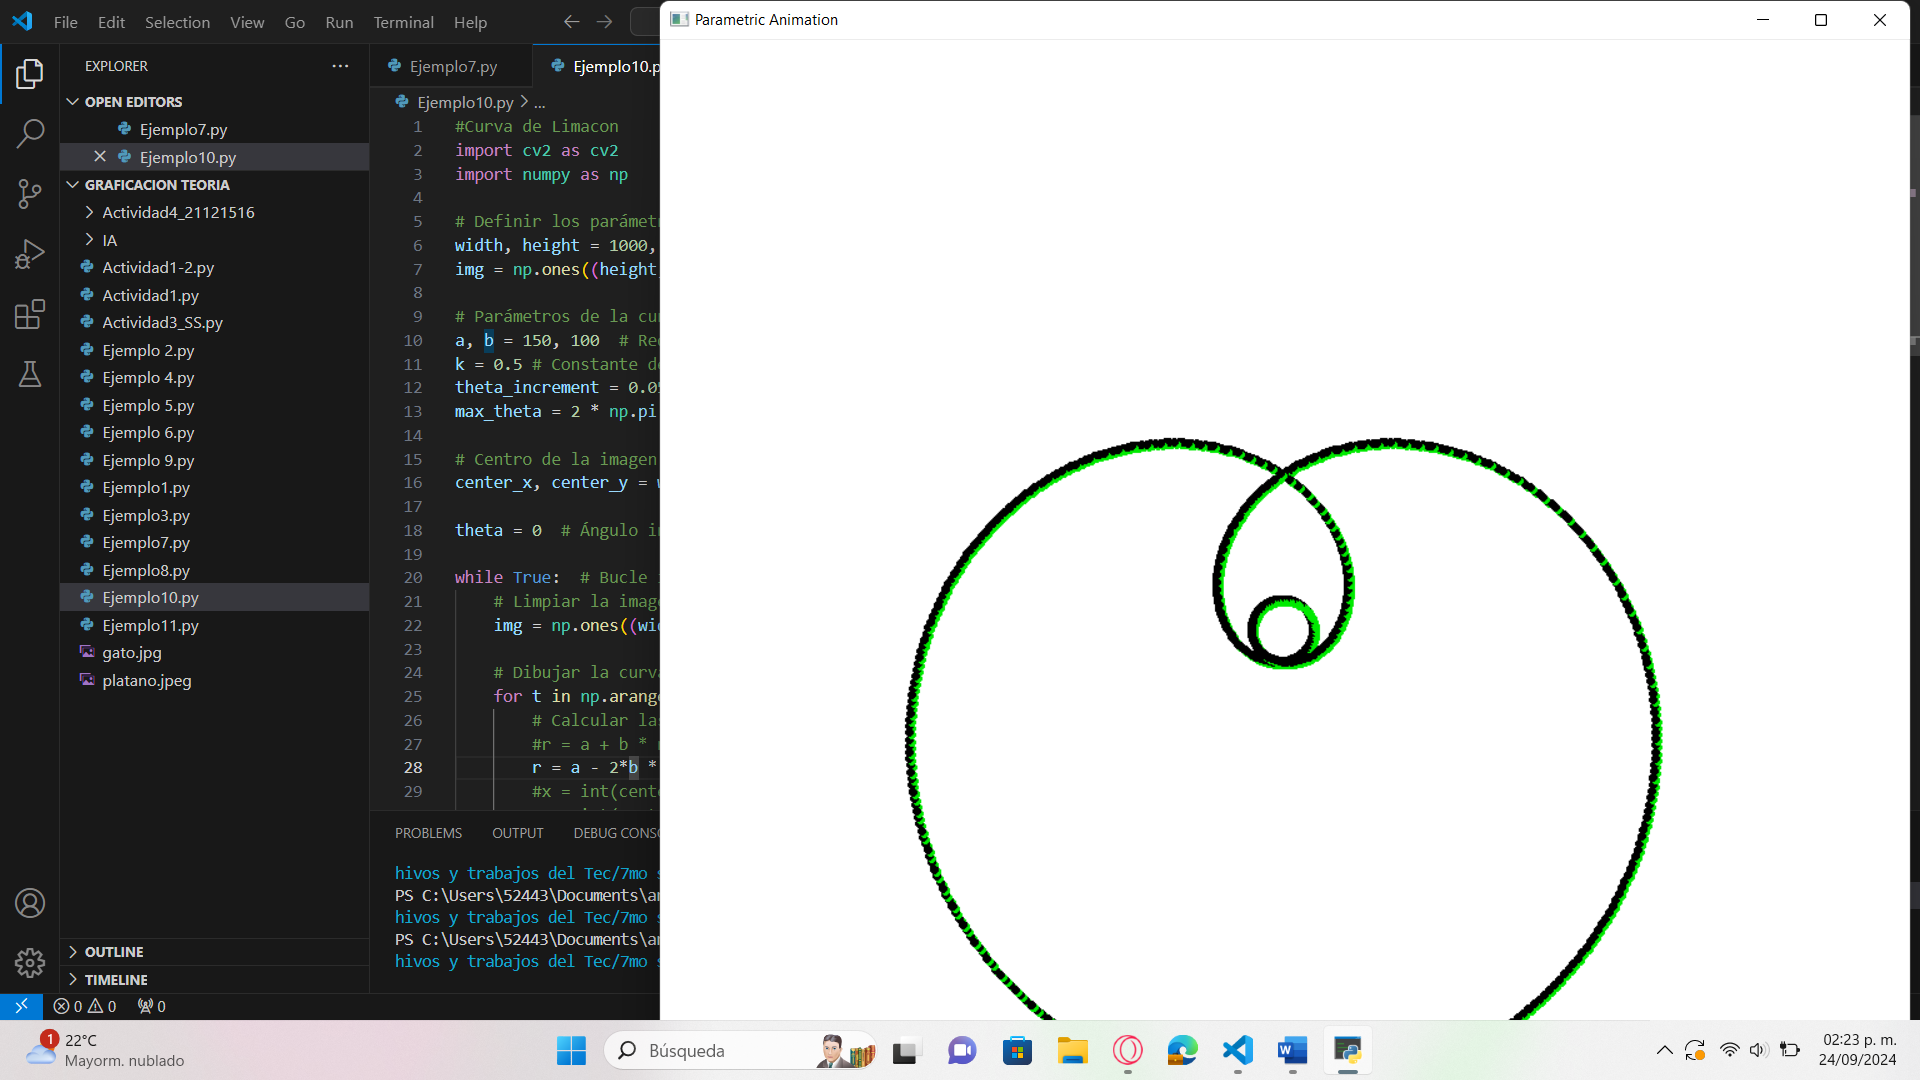 File Edit Selection View Go Run Terminal Help
Parametric Animation
EXPLORER
OPEN EDITORS
Ejemplo7.py
Ejemplo10.py
GRAFICACION TEORIA
Actividad4_21121516
IA
Actividad1-2.py
Actividad1.py
Actividad3_SS.py
Ejemplo 2.py
Ejemplo 4.py
Ejemplo 5.py
Ejemplo 6.py
Ejemplo 9.py
Ejemplo1.py
Ejemplo3.py
Ejemplo7.py
Ejemplo8.py
Ejemplo10.py
Ejemplo11.py
gato.jpg
platano.jpeg
OUTLINE
TIMELINE
Ejemplo7.py
Ejemplo10.p
Ejemplo10.py > ...
1 #Curva de Limacon
2 import cv2 as cv2
3 import numpy as np
4
5 # Definir los parámet
6 width, height = 1000,
7 img = np.ones((height
8
9 # Parámetros de la cu
10 a, b = 150, 100 # Re
11 k = 0.5 # Constante d
12 theta_increment = 0.05
13 max_theta = 2 * np.pi
14
15 # Centro de la imagen
16 center_x, center_y =
17
18 theta = 0 # Ángulo i
19
20 while True: # Bucle
21 # Limpiar la imag
22 img = np.ones((wi
23
24 # Dibujar la curv
25 for t in np.arang
26 # Calcular la
27 #r = a + b *
28 r = a - 2*b *
29 #x = int(cent
PROBLEMS OUTPUT DEBUG CONSO
hivos y trabajos del Tec/7mo s
PS C:\Users\52443\Documents\ar
hivos y trabajos del Tec/7mo s
PS C:\Users\52443\Documents\ar
hivos y trabajos del Tec/7mo s
0 0 0
1
22°C
Mayorm. nublado
Búsqueda
02:23 p. m.
24/09/2024